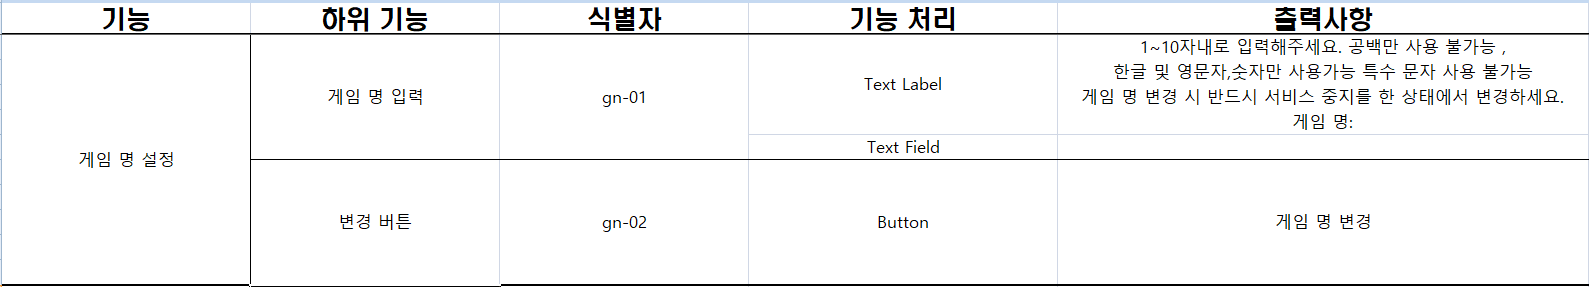 기능 하위 기능 식별자 기능 처리 출력사항
게임 명 설정
게임 명 입력 gn-01 Text Label
1~10자내로 입력해주세요. 공백만 사용 불가능 ,
한글 및 영문자,숫자만 사용가능 특수 문자 사용 불가능
게임 명 변경 시 반드시 서비스 중지를 한 상태에서 변경하세요.
게임 명:
Text Field
변경 버튼 gn-02 Button 게임 명 변경